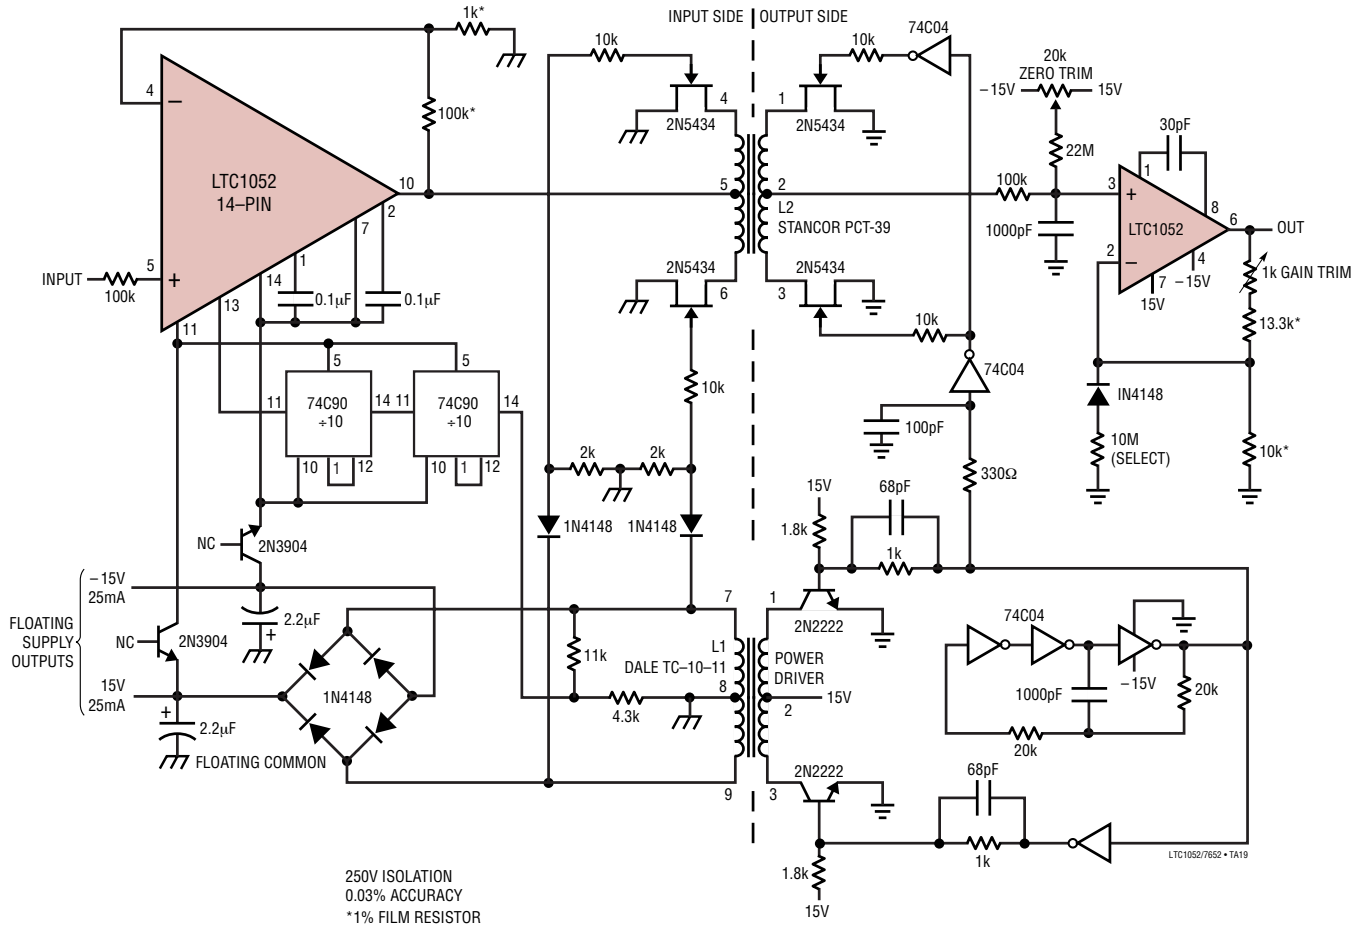 1k*
INPUT SIDE
OUTPUT SIDE
74C04
10k
10k
20k
ZERO TRIM
–15V
15V
4
–
100k*
4
1
2N5434
2N5434
30pF
22M
LTC1052
14–PIN
10
5
2
100k
3
+
1
8
2
7
L2
STANCOR PCT-39
1000pF
LTC1052
6
OUT
INPUT
100k
5
+
14
1
2N5434
2N5434
2
–
4
–15V
7
15V
1k GAIN TRIM
13
0.1µF
0.1µF
6
3
11
10k
13.3k*
5
5
74C04
10k
11
74C90
÷10
14
11
74C90
÷10
14
IN4148
100pF
10
1
12
10
1
12
2k
2k
10M
(SELECT)
10k*
330Ω
15V
68pF
NC
2N3904
1N4148
1N4148
1.8k
1k
–15V
25mA
7
1
2.2µF
+
2N2222
74C04
FLOATING
SUPPLY
OUTPUTS
NC
2N3904
11k
L1
DALE TC–10–11
POWER
DRIVER
15V
25mA
1N4148
8
15V
2
1000pF
–15V
20k
+
2.2µF
4.3k
FLOATING COMMON
20k
9
3
2N2222
68pF
1k
LTC1052/7652 • TA19
1.8k
15V
250V ISOLATION
0.03% ACCURACY
*1% FILM RESISTOR